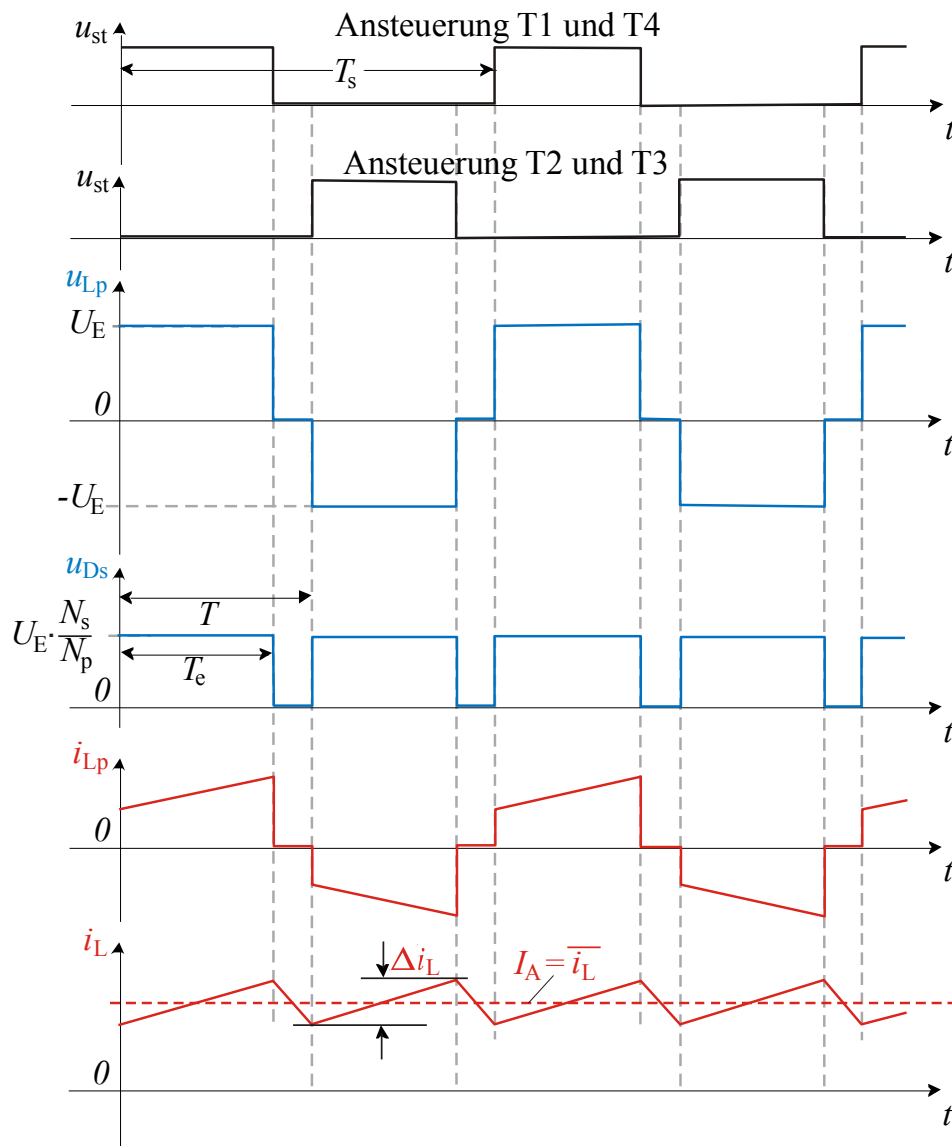 Ansteuerung T1 und T4
u_st
T_s
t
Ansteuerung T2 und T3
u_st
t
u_Lp
U_E
0
t
-U_E
u_Ds
T
U_E · N_s/N_p
T_e
0
t
i_Lp
0
t
i_L
Δi_L
I_A = i_L
0
t